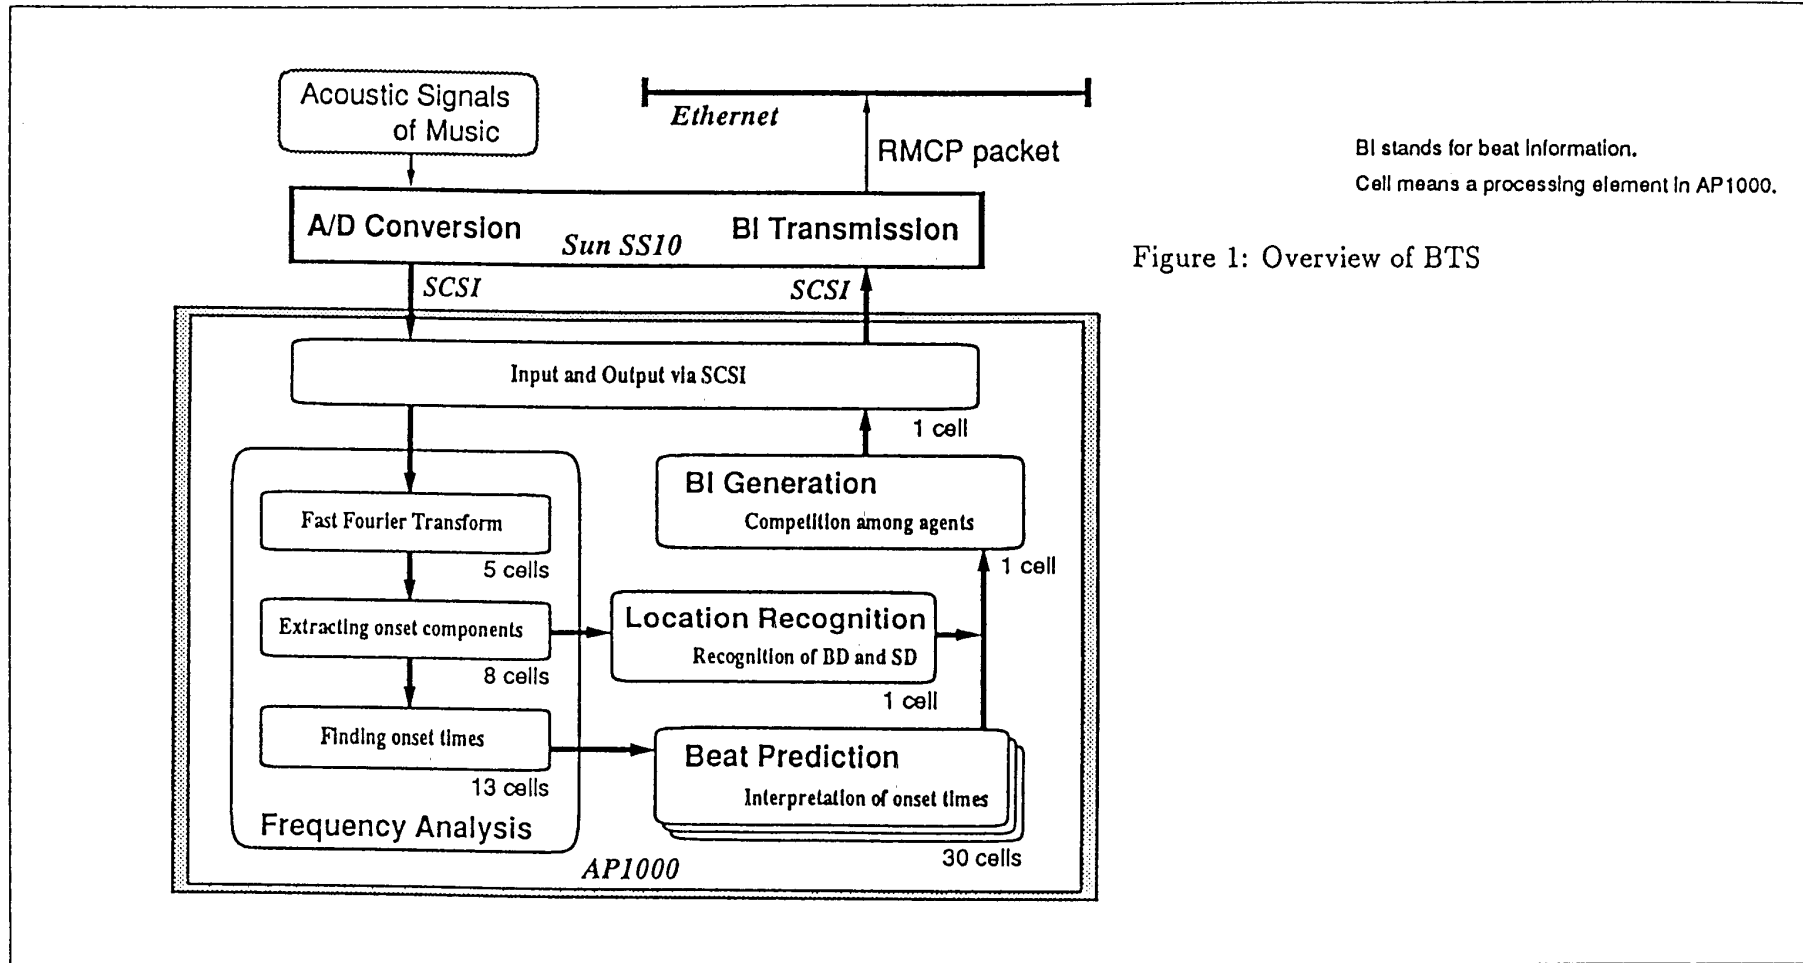 Acoustic Signals
of Music
Ethernet
RMCP packet
BI stands for beat information.
Cell means a processing element in AP1000.
A/D Conversion
Sun SS10
BI Transmission
Figure 1: Overview of BTS
SCSI
SCSI
Input and Output via SCSI
1 cell
BI Generation
Competition among agents
1 cell
Fast Fourier Transform
5 cells
Extracting onset components
8 cells
Location Recognition
Recognition of BD and SD
1 cell
Finding onset times
13 cells
Beat Prediction
Interpretation of onset times
30 cells
Frequency Analysis
AP1000